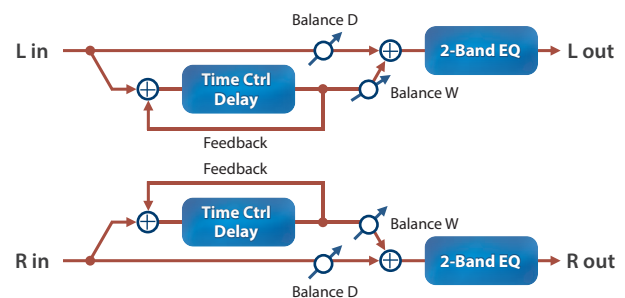 Balance D
L in
2-Band EQ
L out
Time Ctrl
Delay
Balance W
Feedback
Feedback
Time Ctrl
Delay
Balance W
R in
2-Band EQ
R out
Balance D